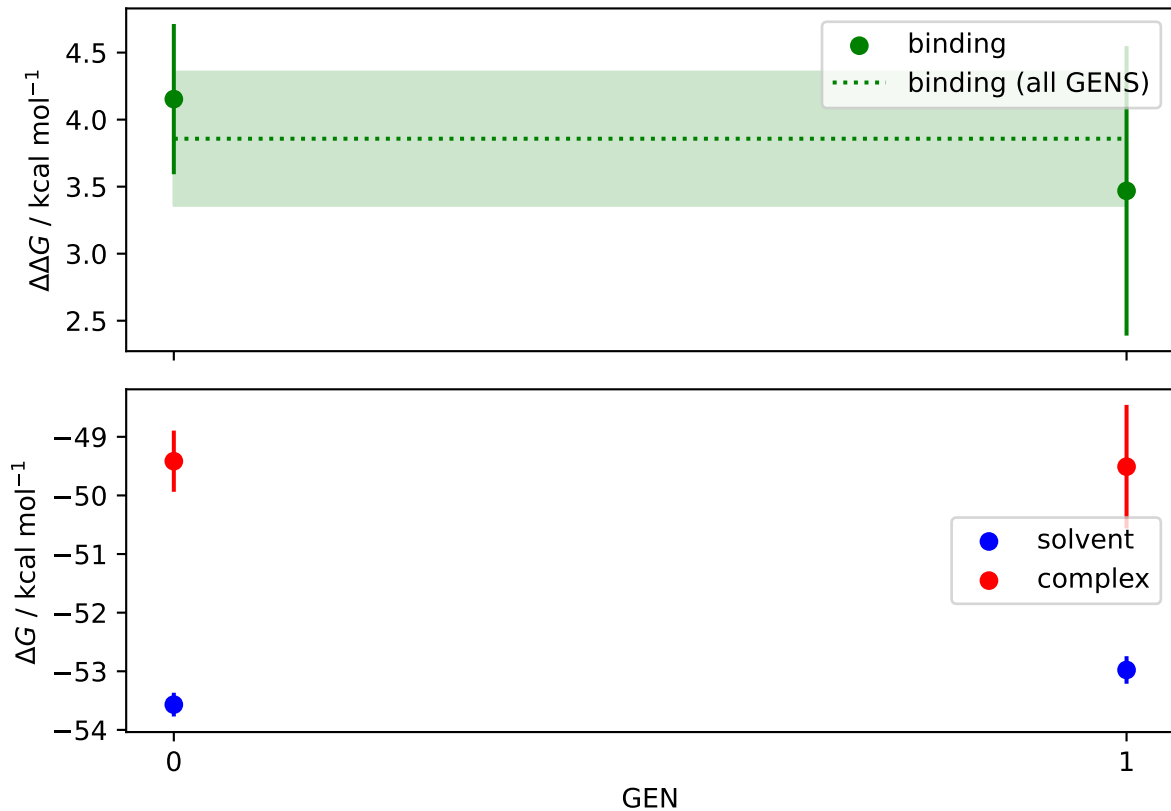 binding
binding (all GENS)
4.5
4.0
3.5
3.0
2.5
ΔΔG / kcal mol⁻¹
solvent
complex
−49
−50
−51
−52
−53
−54
ΔG / kcal mol⁻¹
0 1
GEN